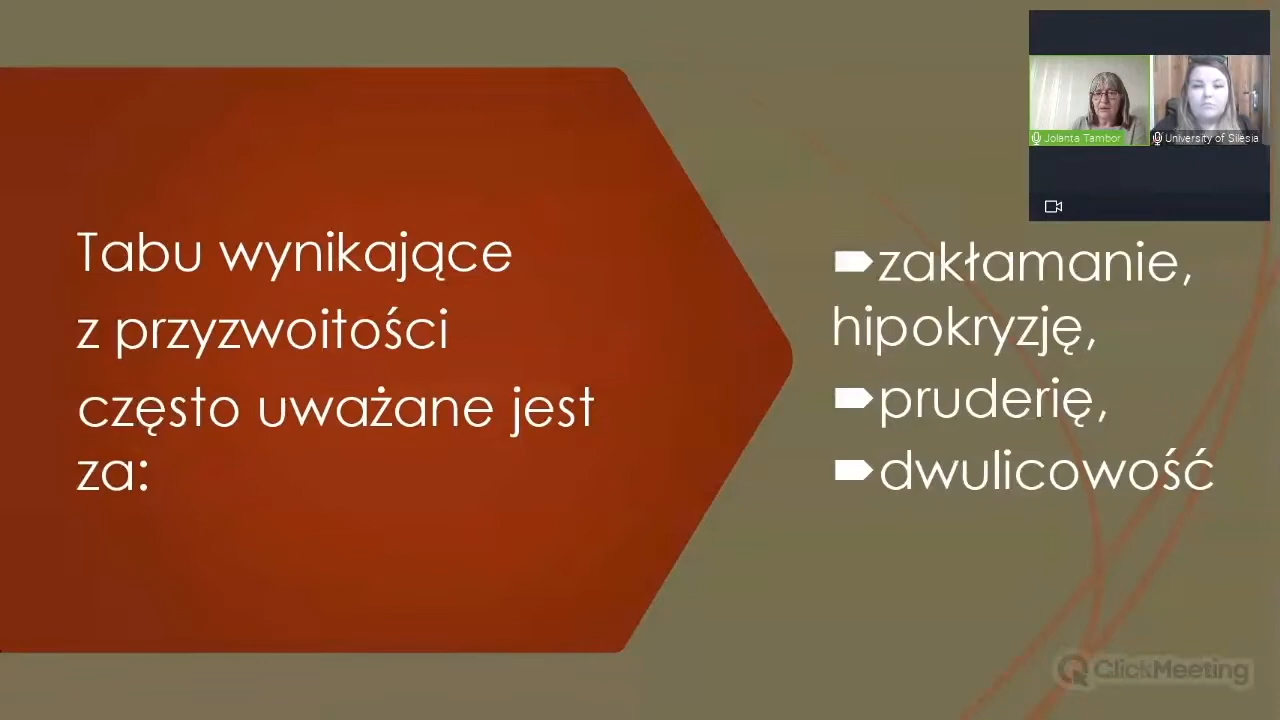 Tabu wynikające
z przyzwoitości
często uważane jest
za:
zakłamanie,
hipokryzję,
pruderię,
dwulicowość
Jolanta Tambor
University of Silesia
ClickMeeting